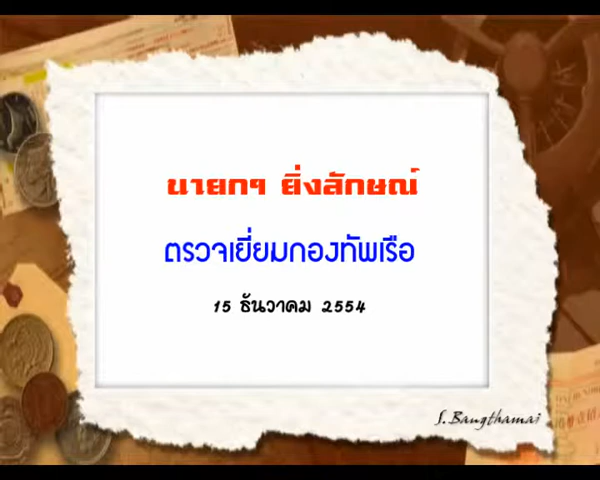 นายกฯ ยิ่งลักษณ์
ตรวจเยี่ยมกองทัพเรือ
15 ธันวาคม 2554
S.Bangthamai